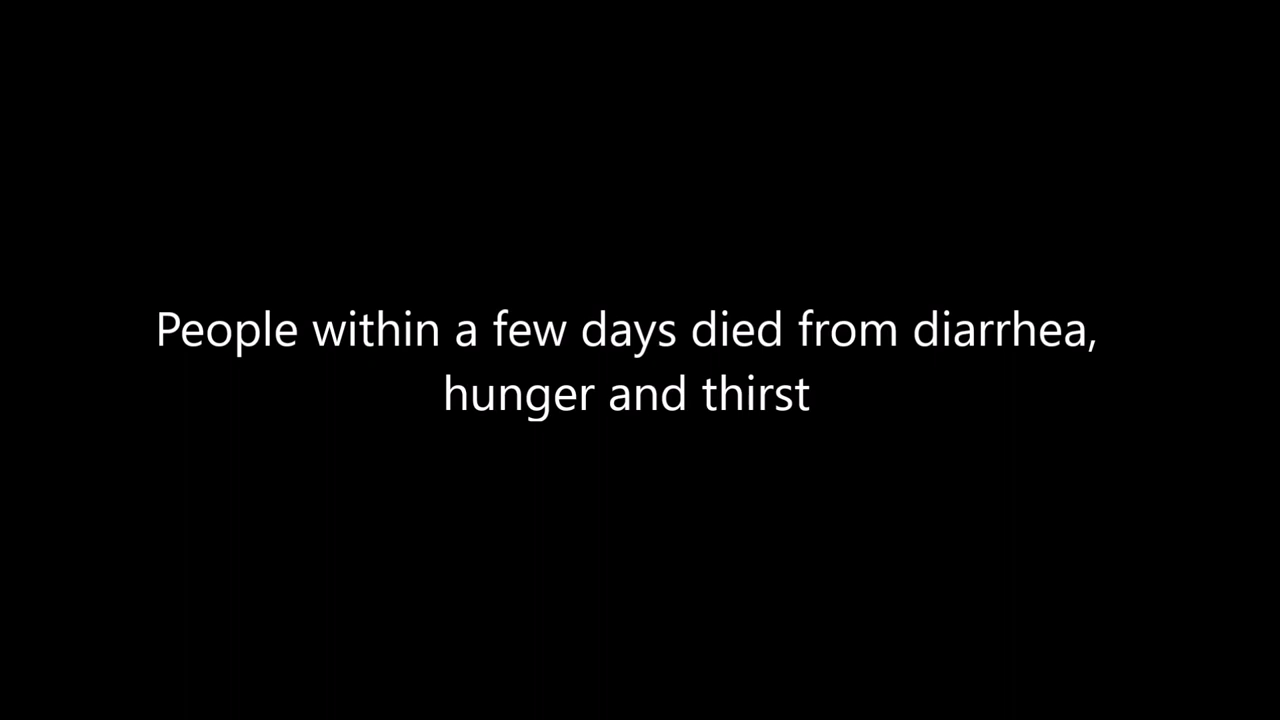 People within a few days died from diarrhea,
hunger and thirst